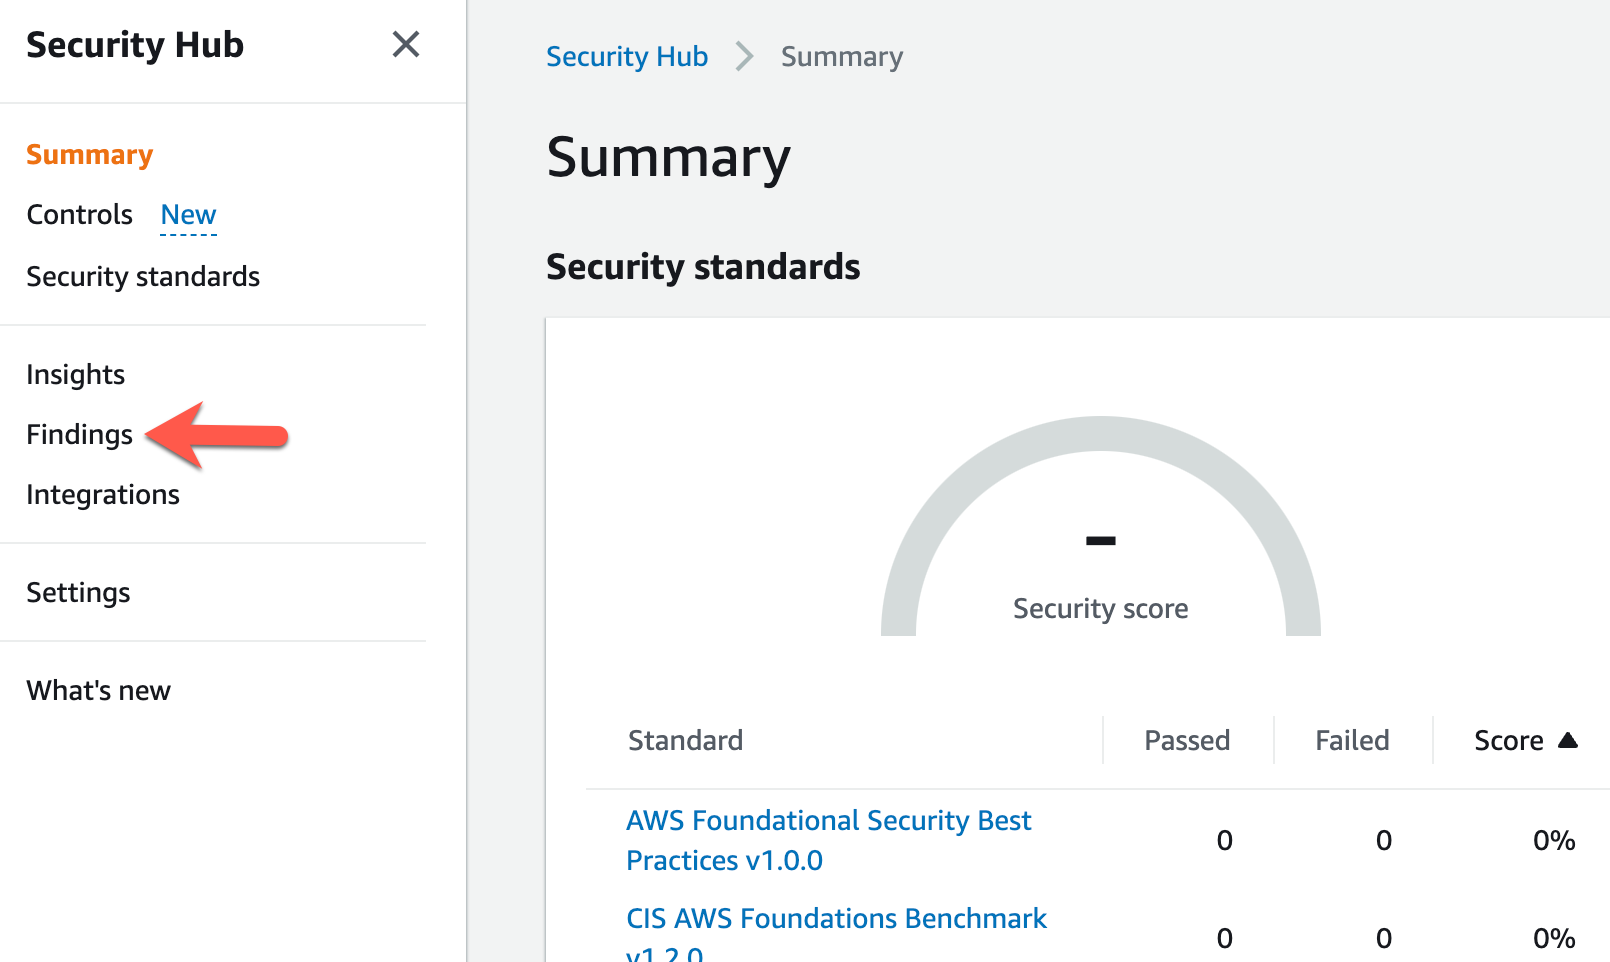 Security Hub
Summary
Controls New
Security standards
Insights
Findings
Integrations
Settings
What's new
Security Hub Summary
Summary
Security standards
–
Security score
Standard Passed Failed Score ▲
AWS Foundational Security Best
Practices v1.0.0
0 0 0%
CIS AWS Foundations Benchmark
v1.2.0
0 0 0%